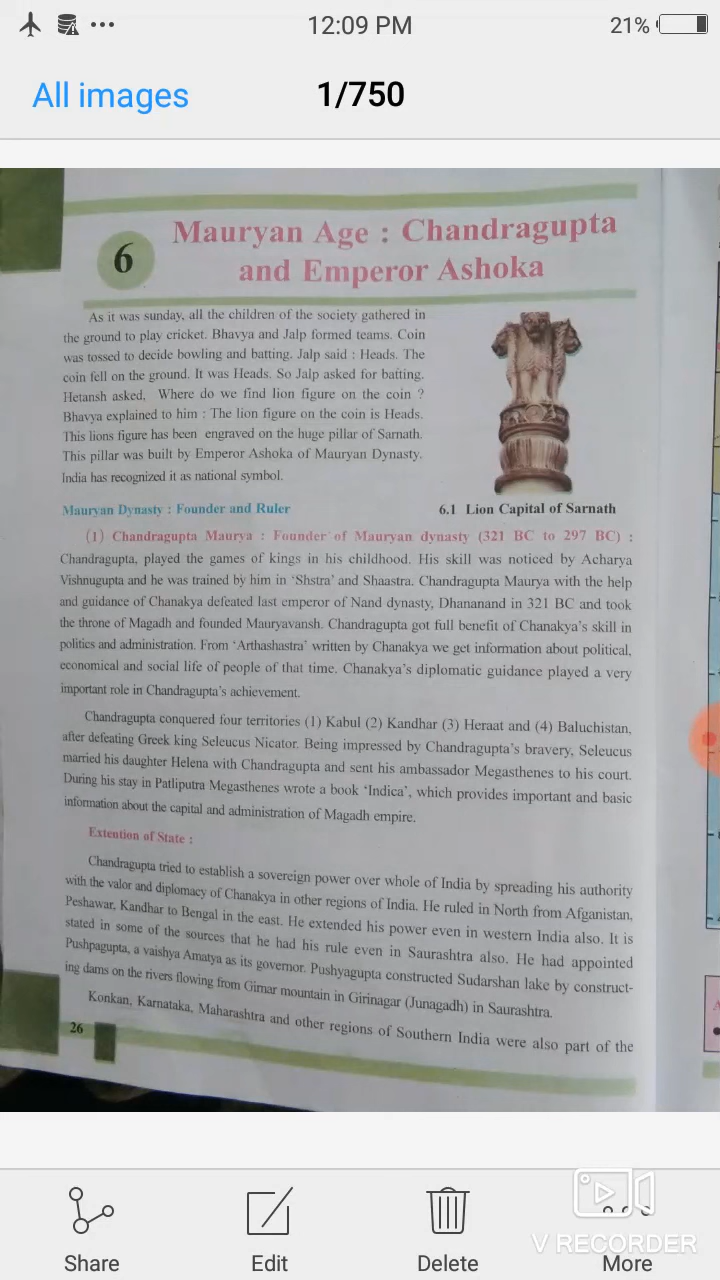 12:09 PM
21%
All images
1/750
6
Mauryan Age : Chandragupta
and Emperor Ashoka
As it was sunday, all the children of the society gathered in
the ground to play cricket. Bhavya and Jalp formed teams. Coin
was tossed to decide bowling and batting. Jalp said : Heads. The
coin fell on the ground. It was Heads. So Jalp asked for batting.
Hetansh asked, Where do we find lion figure on the coin ?
Bhavya explained to him : The lion figure on the coin is Heads.
This lions figure has been engraved on the huge pillar of Sarnath.
This pillar was built by Emperor Ashoka of Mauryan Dynasty.
India has recognized it as national symbol.
6.1 Lion Capital of Sarnath
Mauryan Dynasty : Founder and Ruler
(1) Chandragupta Maurya : Founder of Mauryan dynasty (321 BC to 297 BC) :
Chandragupta, played the games of kings in his childhood. His skill was noticed by Acharya
Vishnugupta and he was trained by him in ‘Shstra’ and Shaastra. Chandragupta Maurya with the help
and guidance of Chanakya defeated last emperor of Nand dynasty, Dhananand in 321 BC and took
the throne of Magadh and founded Mauryavansh. Chandragupta got full benefit of Chanakya’s skill in
politics and administration. From ‘Arthashastra’ written by Chanakya we get information about political,
economical and social life of people of that time. Chanakya’s diplomatic guidance played a very
important role in Chandragupta’s achievement.
Chandragupta conquered four territories (1) Kabul (2) Kandhar (3) Heraat and (4) Baluchistan,
after defeating Greek king Seleucus Nicator. Being impressed by Chandragupta’s bravery, Seleucus
married his daughter Helena with Chandragupta and sent his ambassador Megasthenes to his court.
During his stay in Patliputra Megasthenes wrote a book ‘Indica’, which provides important and basic
information about the capital and administration of Magadh empire.
Extention of State :
Chandragupta tried to establish a sovereign power over whole of India by spreading his authority
with the valor and diplomacy of Chanakya in other regions of India. He ruled in North from Afganistan,
Peshawar, Kandhar to Bengal in the east. He extended his power even in western India also. It is
stated in some of the sources that he had his rule even in Saurashtra also. He had appointed
Pushpagupta, a vaishya Amatya as its governor. Pushyagupta constructed Sudarshan lake by construct-
ing dams on the rivers flowing from Girnar mountain in Girinagar (Junagadh) in Saurashtra.
Konkan, Karnataka, Maharashtra and other regions of Southern India were also part of the
26
Share
Edit
Delete
More
V RECORDER